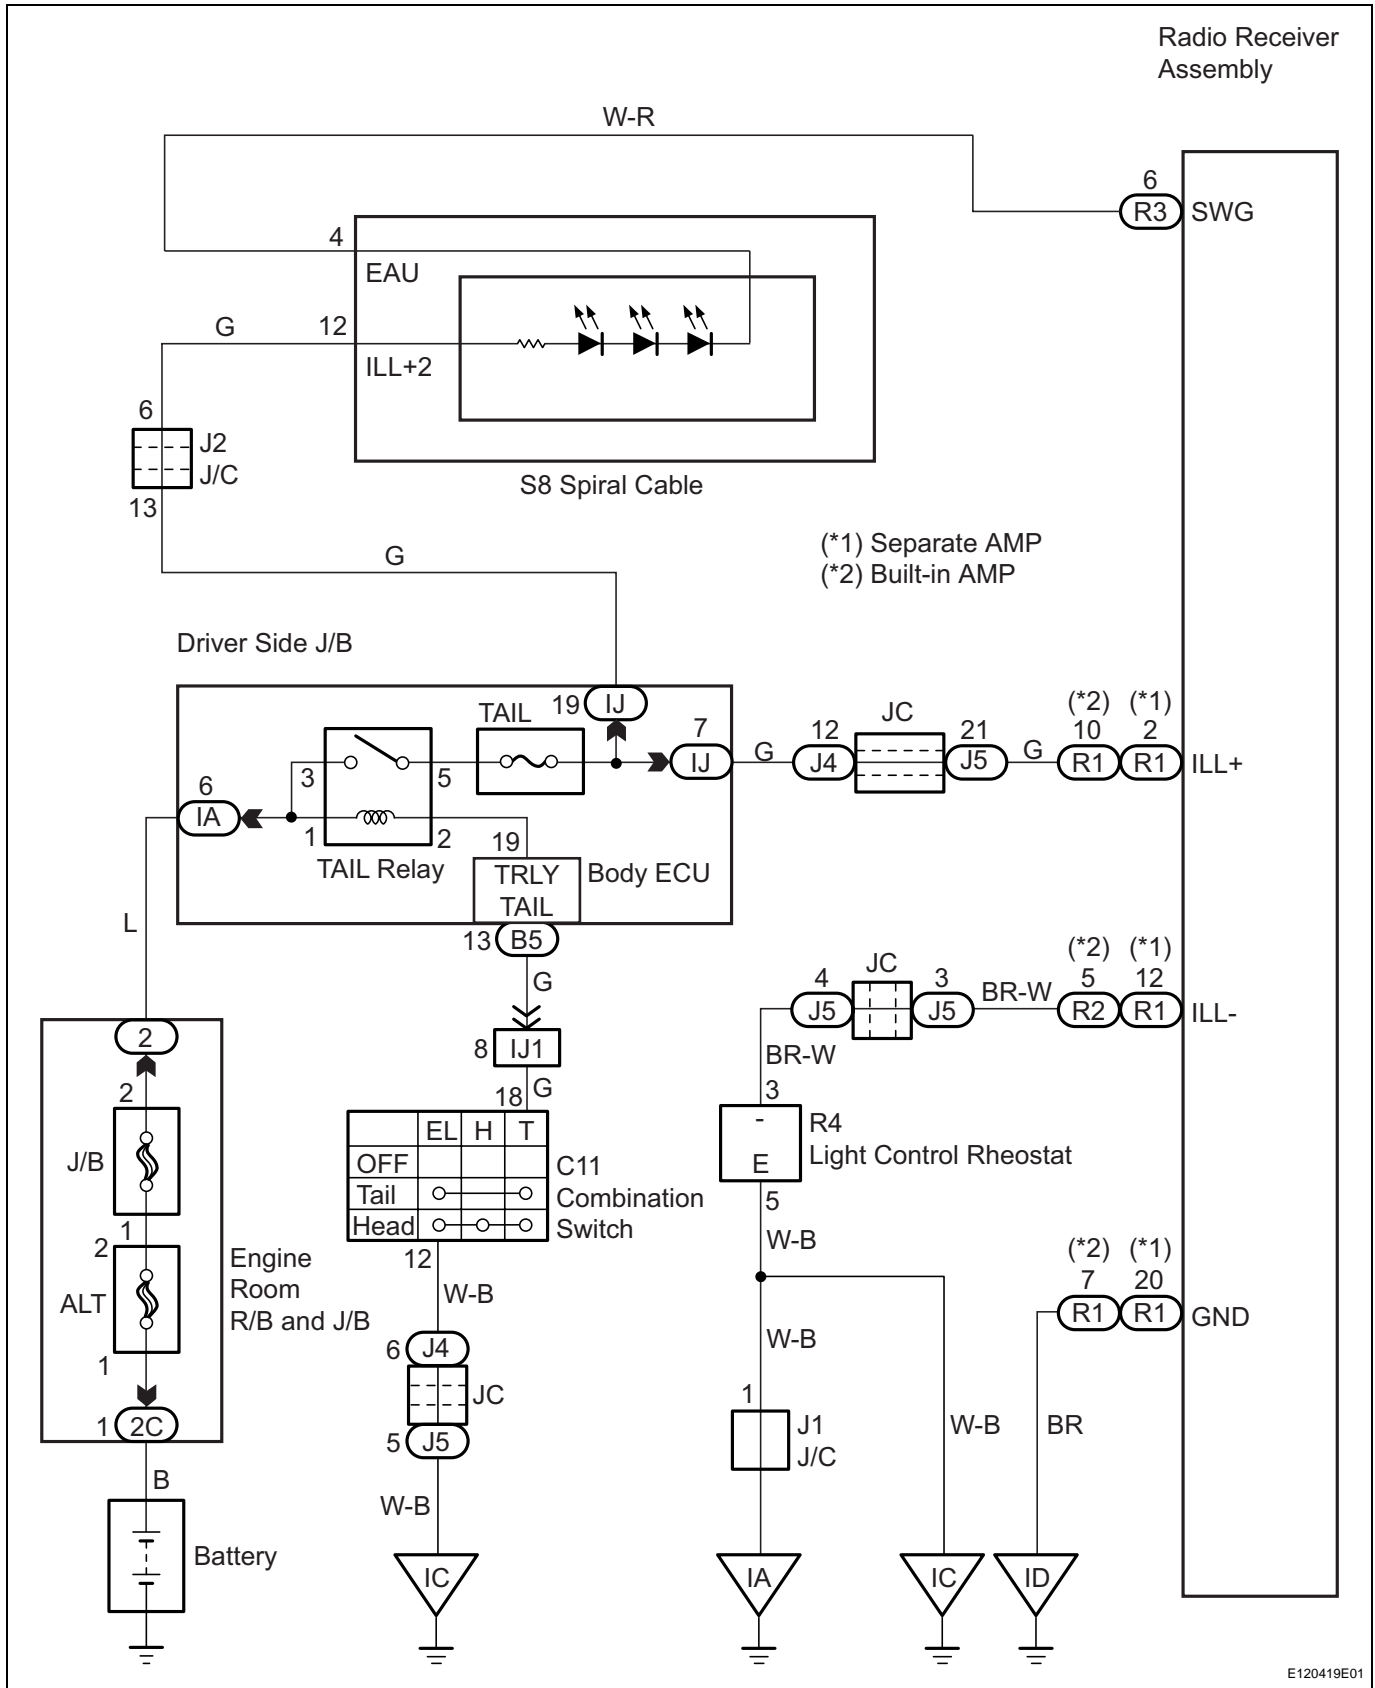 Radio Receiver
Assembly
W-R
6
R3
SWG
4
EAU
G
12
ILL+2
6
J2
J/C
13
S8 Spiral Cable
G
(*1) Separate AMP
(*2) Built-in AMP
Driver Side J/B
TAIL
19
IJ
7
IJ
G
12
J4
JC
21
J5
G
(*2)
10
R1
(*1)
2
R1
ILL+
3
5
6
IA
1
2
TAIL Relay
19
TRLY
TAIL
Body ECU
L
13
B5
G
8
IJ1
18
G
4
J5
JC
3
J5
BR-W
(*2)
5
R2
(*1)
12
R1
ILL-
BR-W
3
-
E
R4
Light Control Rheostat
5
W-B
2
2
J/B
1
2
ALT
1
1
2C
Engine
Room
R/B and J/B
EL
H
T
OFF
Tail
Head
C11
Combination
Switch
12
W-B
6
J4
JC
5
J5
W-B
W-B
1
J1
J/C
W-B
(*2)
7
R1
(*1)
20
R1
GND
BR
B
Battery
IC
IA
IC
ID
E120419E01